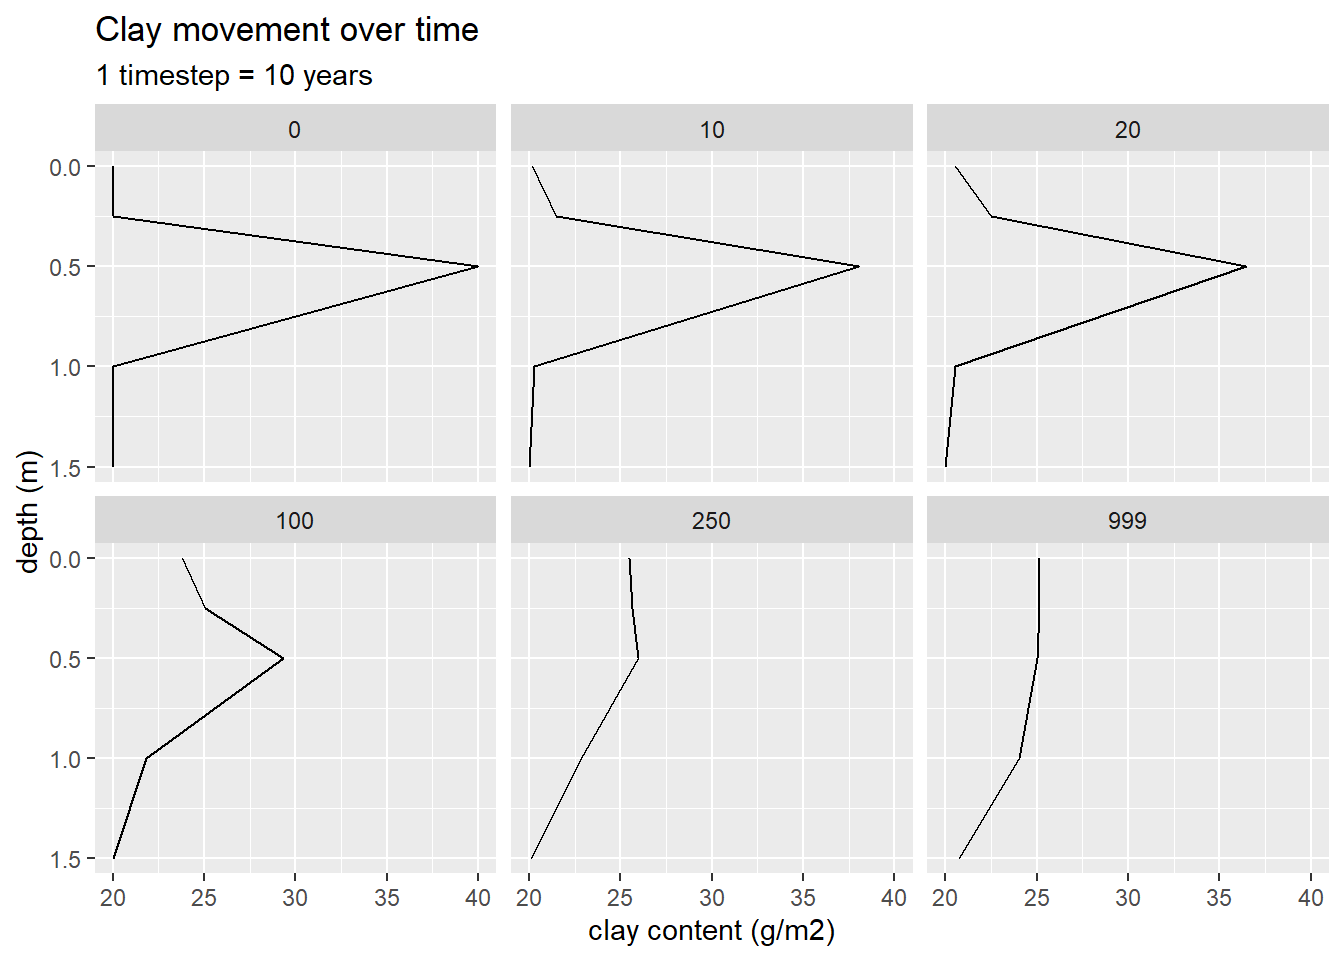 Clay movement over time
1 timestep = 10 years
0 10 20
0.0
0.5
1.0
1.5
100 250 999
0.0
0.5
1.0
1.5
depth (m)
20 25 30 35 40 20 25 30 35 40 20 25 30 35 40
clay content (g/m2)